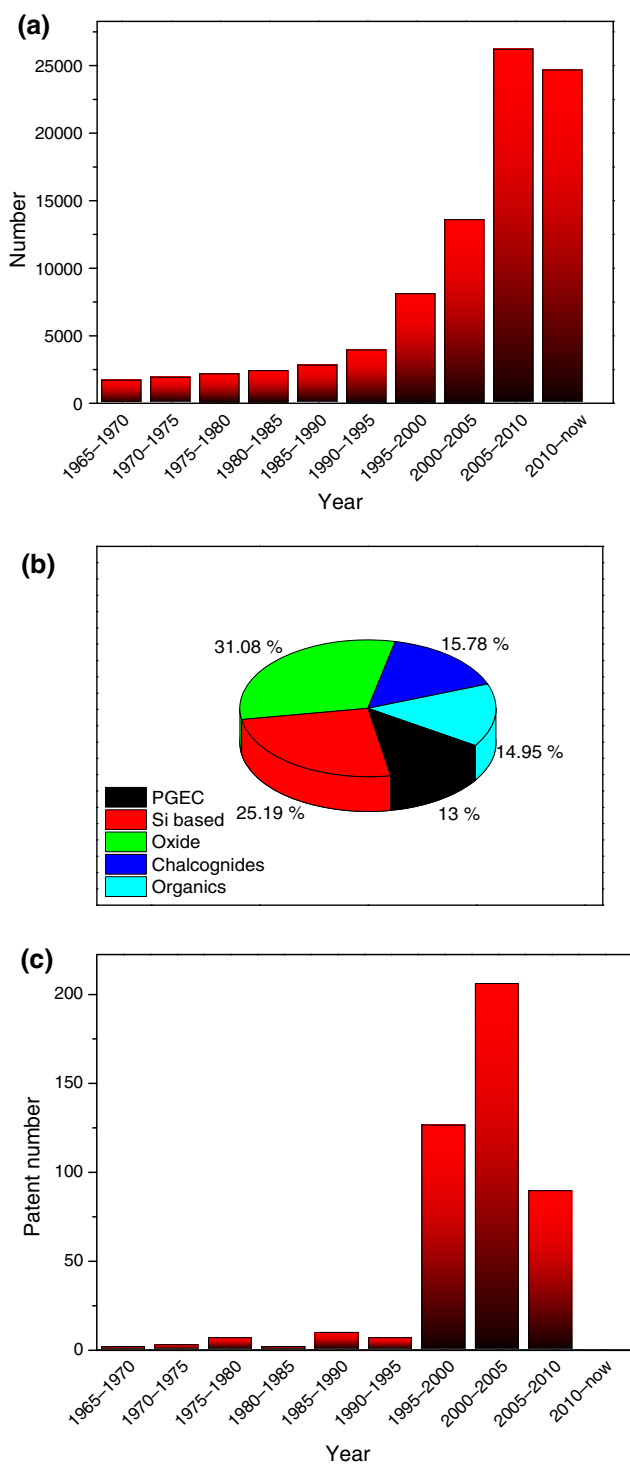 (a)
25000
20000
15000
10000
5000
0
Number
1965–1970
1970–1975
1975–1980
1980–1985
1985–1990
1990–1995
1995–2000
2000–2005
2005–2010
2010–now
Year
(b)
31.08 %
15.78 %
14.95 %
13 %
25.19 %
PGEC
Si based
Oxide
Chalcognides
Organics
(c)
200
150
100
50
0
Patent number
1965–1970
1970–1975
1975–1980
1980–1985
1985–1990
1990–1995
1995–2000
2000–2005
2005–2010
2010–now
Year